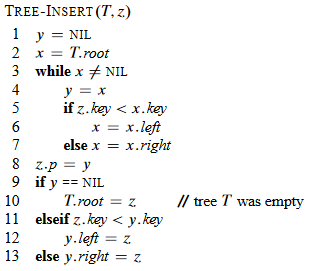 TREE-INSERT(T, z)
1 y = NIL
2 x = T.root
3 while x ≠ NIL
4 y = x
5 if z.key < x.key
6 x = x.left
7 else x = x.right
8 z.p = y
9 if y == NIL
10 T.root = z // tree T was empty
11 elseif z.key < y.key
12 y.left = z
13 else y.right = z